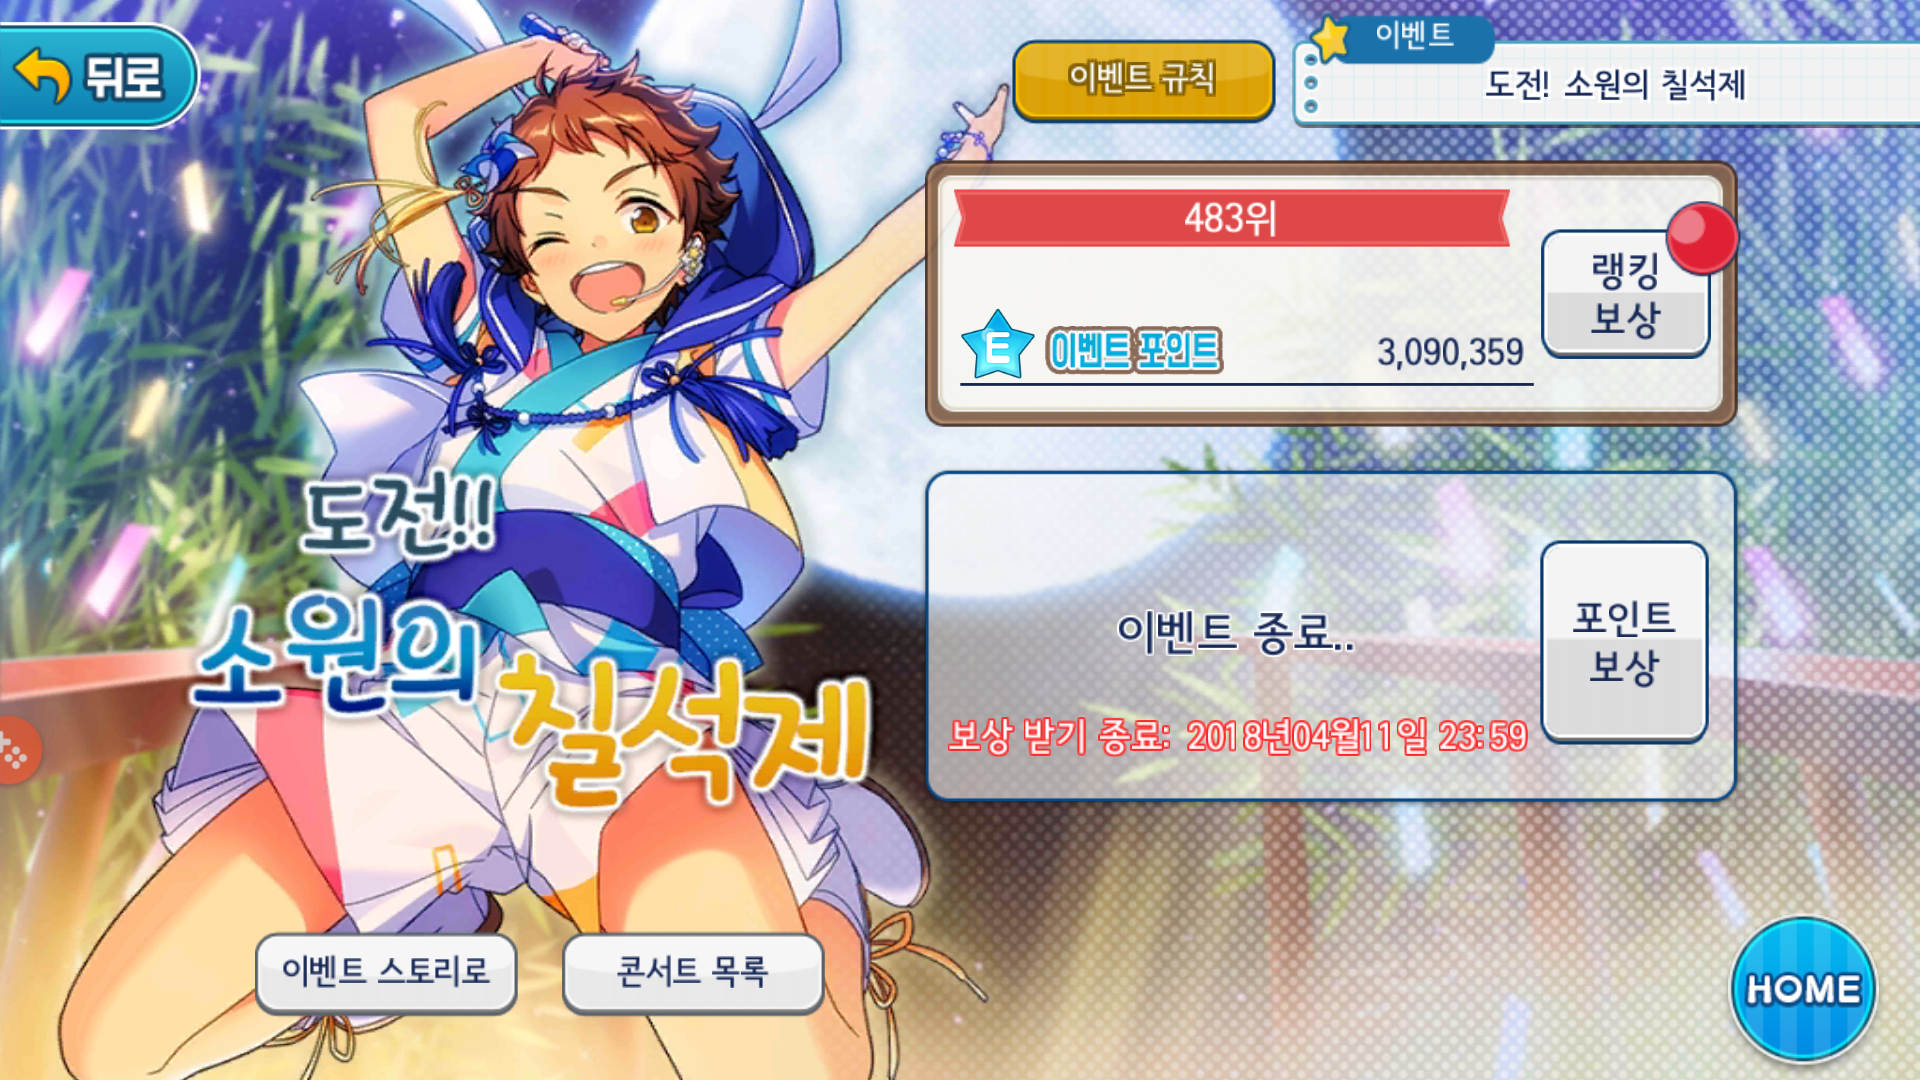 뒤로
이벤트 규칙
이벤트
도전! 소원의 칠석제
483위
랭킹
보상
E 이벤트 포인트 3,090,359
도전!!
소원의
칠석제
이벤트 종료..
보상 받기 종료: 2018년04월11일 23:59
포인트
보상
이벤트 스토리로
콘서트 목록
HOME